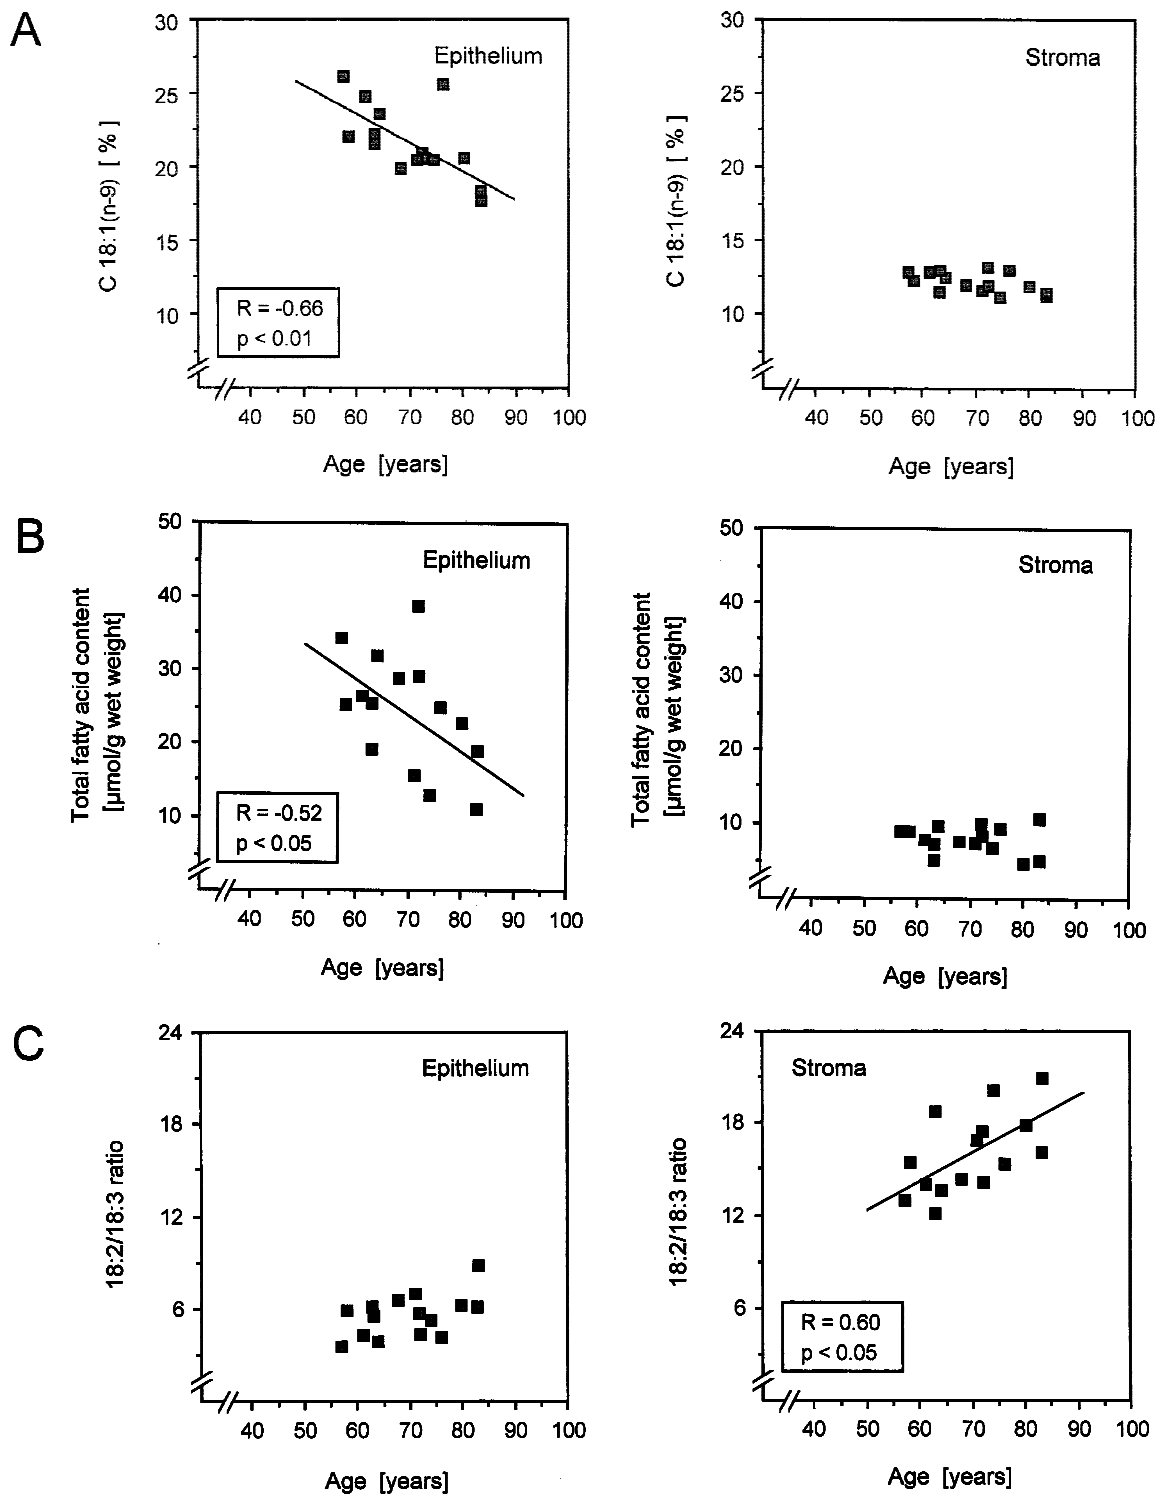 A
30
25
20
15
10
C 18:1(n-9) [ % ]
Epithelium
R = -0.66
p < 0.01
40 50 60 70 80 90 100
Age [years]
30
25
20
15
10
C 18:1(n-9) [ % ]
Stroma
40 50 60 70 80 90 100
Age [years]
B
50
40
30
20
10
Total fatty acid content
[µmol/g wet weight]
Epithelium
R = -0.52
p < 0.05
40 50 60 70 80 90 100
Age [years]
50
40
30
20
10
Total fatty acid content
[µmol/g wet weight]
Stroma
40 50 60 70 80 90 100
Age [years]
C
24
18
12
6
18:2/18:3 ratio
Epithelium
40 50 60 70 80 90 100
Age [years]
24
18
12
6
18:2/18:3 ratio
Stroma
R = 0.60
p < 0.05
40 50 60 70 80 90 100
Age [years]